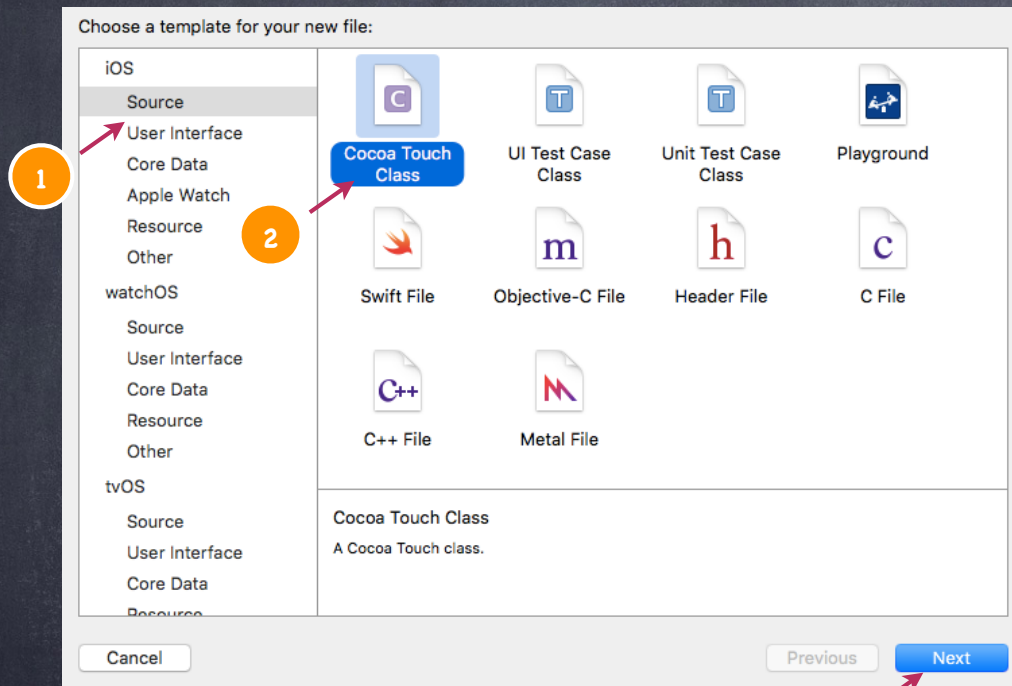 Choose a template for your new file:
iOS
Source
User Interface
Core Data
Apple Watch
Resource
Other
watchOS
Source
User Interface
Core Data
Resource
Other
tvOS
Source
User Interface
Core Data
Resource
1
2
C
T
T
Cocoa Touch
Class
UI Test Case
Class
Unit Test Case
Class
Playground
m
h
c
Swift File
Objective-C File
Header File
C File
C++
C++ File
Metal File
Cocoa Touch Class
A Cocoa Touch class.
Cancel
Previous
Next